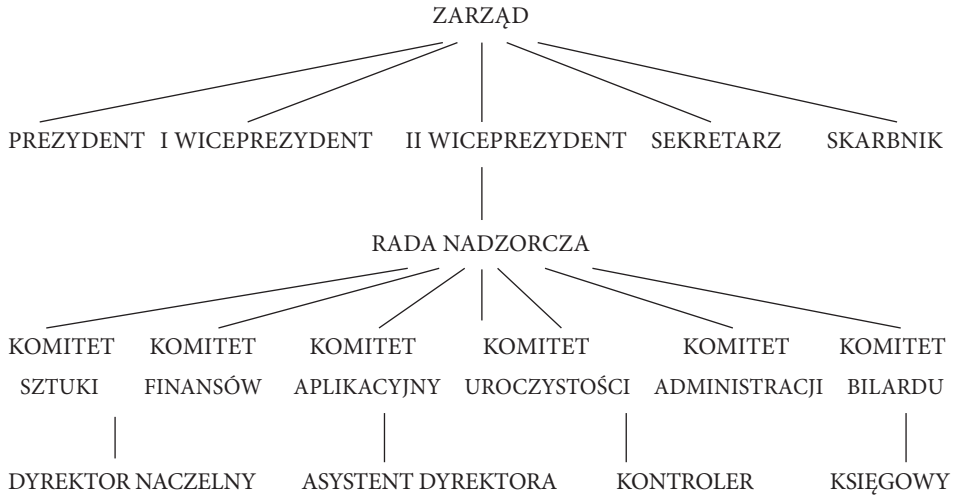 ZARZĄD
PREZYDENT I WICEPREZYDENT II WICEPREZYDENT SEKRETARZ SKARBNIK
RADA NADZORCZA
KOMITET KOMITET KOMITET KOMITET KOMITET KOMITET
SZTUKI FINANSÓW APLIKACYJNY UROCZYSTOŚCI ADMINISTRACJI BILARDU
DYREKTOR NACZELNY ASYSTENT DYREKTORA KONTROLER KSIĘGOWY